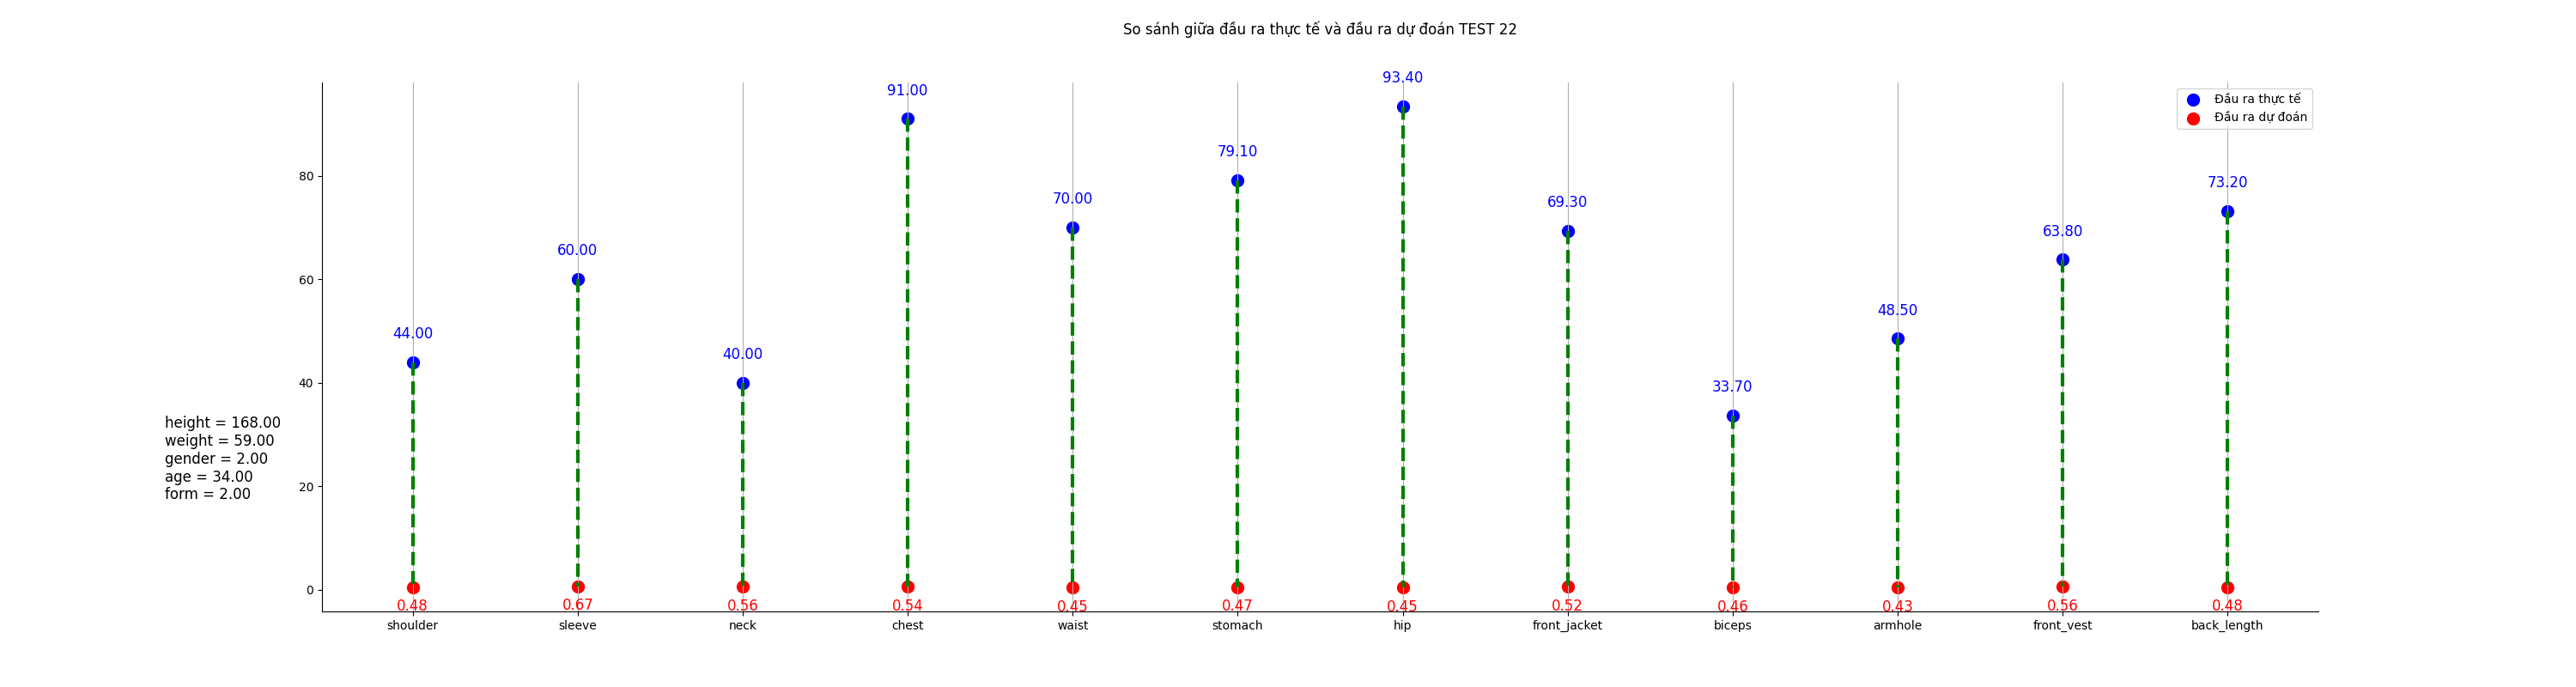 So sánh giữa đầu ra thực tế và đầu ra dự đoán TEST 22
Đầu ra thực tế
Đầu ra dự đoán
44.00
60.00
40.00
91.00
70.00
79.10
93.40
69.30
33.70
48.50
63.80
73.20
80
60
40
20
0
height = 168.00
weight = 59.00
gender = 2.00
age = 34.00
form = 2.00
0.48
0.67
0.56
0.54
0.45
0.47
0.45
0.52
0.46
0.43
0.56
0.48
shoulder
sleeve
neck
chest
waist
stomach
hip
front_jacket
biceps
armhole
front_vest
back_length